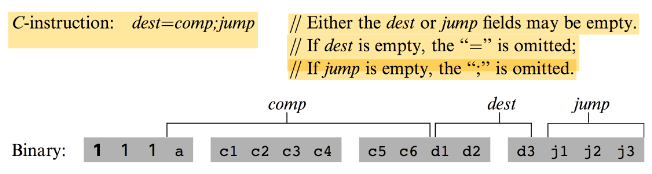 C-instruction: dest=comp;jump // Either the dest or jump fields may be empty.
// If dest is empty, the “=” is omitted;
// If jump is empty, the “;” is omitted.
comp dest jump
Binary: 1 1 1 a c1 c2 c3 c4 c5 c6 d1 d2 d3 j1 j2 j3